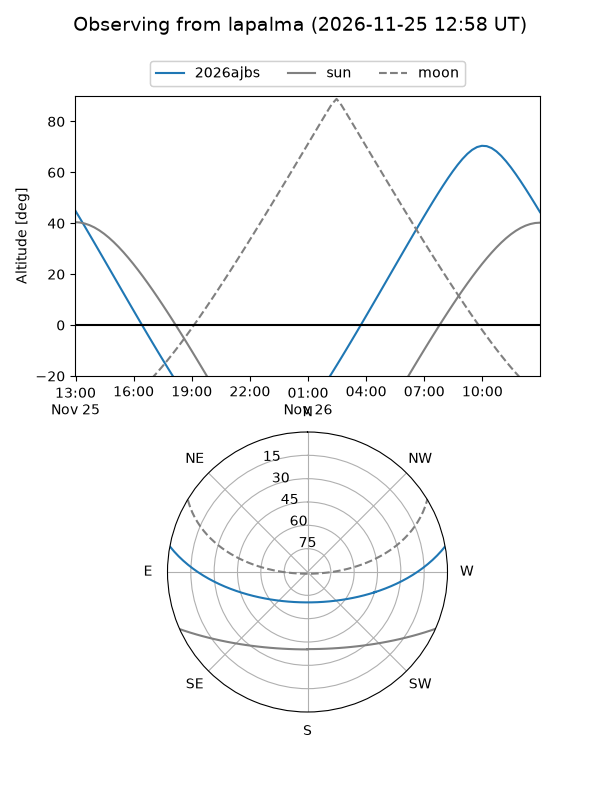 Observing from lapalma (2026-11-25 12:58 UT)
2026ajbs sun moon
Altitude [deg]
80
60
40
20
0
−20
13:00 16:00 19:00 22:00 01:00 04:00 07:00 10:00
Nov 25 Nov 26
N
NE NW
15
30
45
60
75
E W
SE SW
S